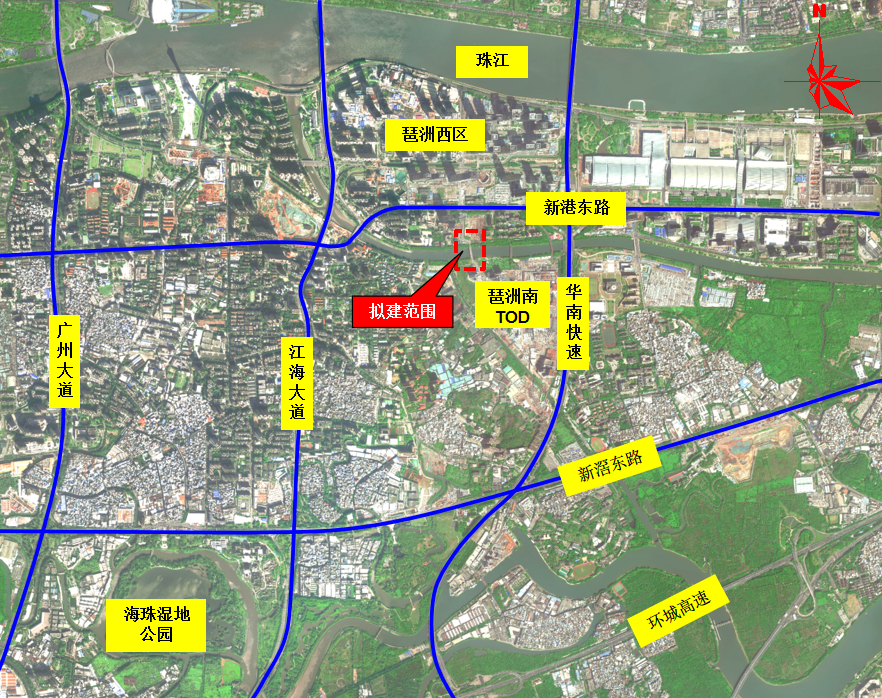 N
珠江
琶洲西区
新港东路
拟建范围
琶洲南
TOD
华南快速
广州大道
江海大道
新滘东路
环城高速
海珠湿地
公园